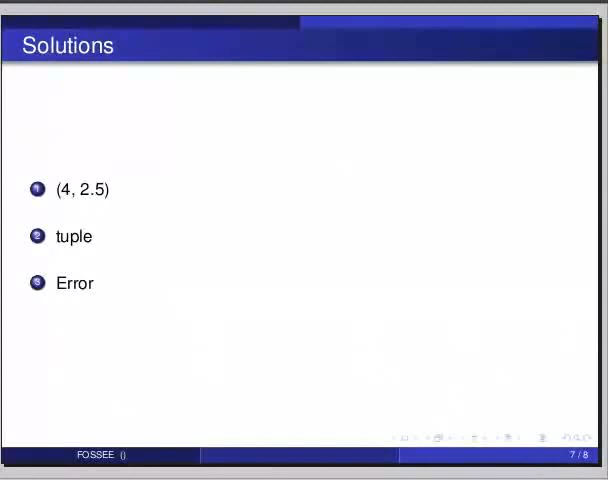 Solutions
1 (4, 2.5)
2 tuple
3 Error
FOSSEE () 7 / 8